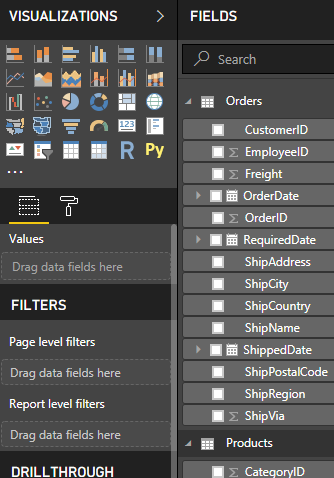 VISUALIZATIONS
123
R
Py
Values
Drag data fields here
FILTERS
Page level filters
Drag data fields here
Report level filters
Drag data fields here
DRILLTHROUGH
FIELDS
Search
Orders
CustomerID
Σ EmployeeID
Σ Freight
OrderDate
Σ OrderID
RequiredDate
ShipAddress
ShipCity
ShipCountry
ShipName
ShippedDate
ShipPostalCode
ShipRegion
Σ ShipVia
Products
Σ CategoryID